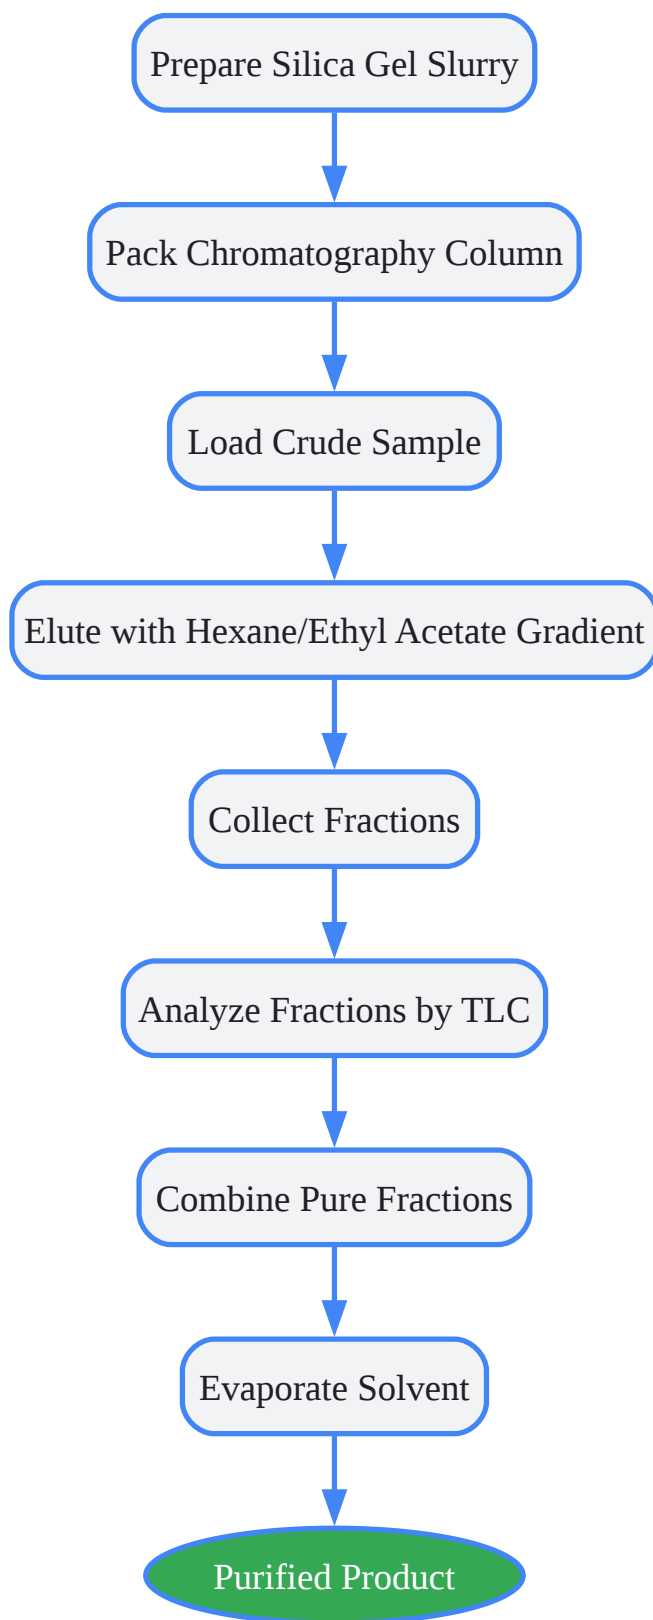 Prepare Silica Gel Slurry
Pack Chromatography Column
Load Crude Sample
Elute with Hexane/Ethyl Acetate Gradient
Collect Fractions
Analyze Fractions by TLC
Combine Pure Fractions
Evaporate Solvent
Purified Product